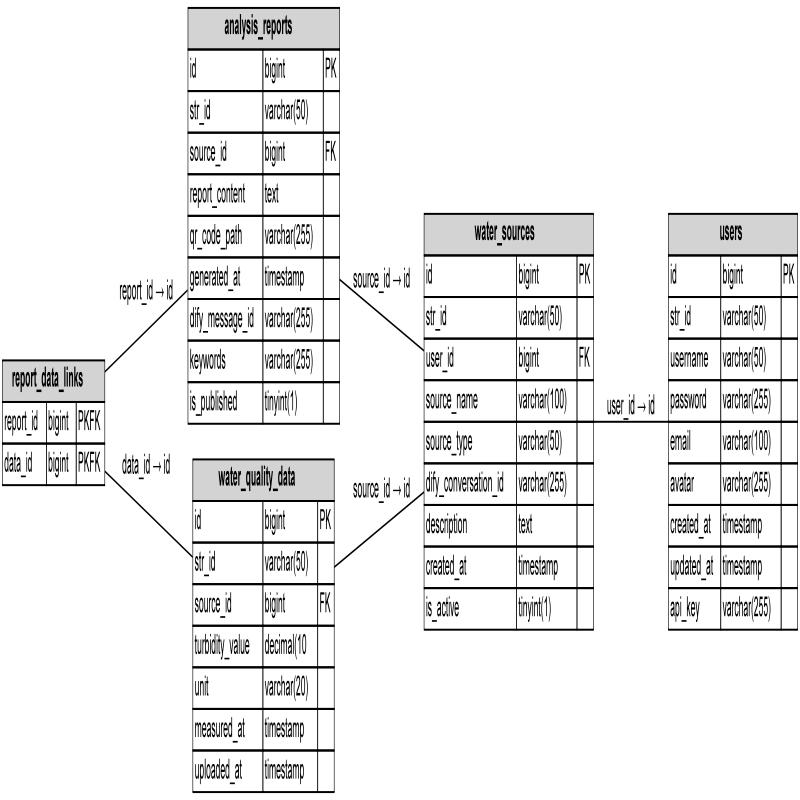 analysis_reports
id bigint PK
str_id varchar(50)
source_id bigint FK
report_content text
qr_code_path varchar(255)
generated_at timestamp
dify_message_id varchar(255)
keywords varchar(255)
is_published tinyint(1)
report_id→id
source_id→id
report_data_links
report_id bigint PKFK
data_id bigint PKFK
data_id→id
source_id→id
water_quality_data
id bigint PK
str_id varchar(50)
source_id bigint FK
turbidity_value decimal(10
unit varchar(20)
measured_at timestamp
uploaded_at timestamp
water_sources
id bigint PK
str_id varchar(50)
user_id bigint FK
source_name varchar(100)
source_type varchar(50)
dify_conversation_id varchar(255)
description text
created_at timestamp
is_active tinyint(1)
user_id→id
users
id bigint PK
str_id varchar(50)
username varchar(50)
password varchar(255)
email varchar(100)
avatar varchar(255)
created_at timestamp
updated_at timestamp
api_key varchar(255)